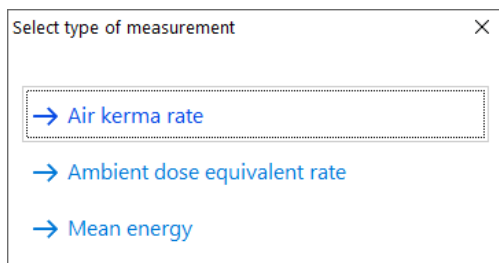 Select type of measurement
Air kerma rate
Ambient dose equivalent rate
Mean energy